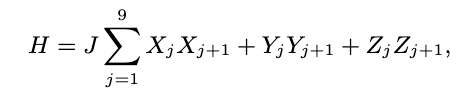 $$H = J \sum_{j=1}^{9} X_j X_{j+1} + Y_j Y_{j+1} + Z_j Z_{j+1},$$